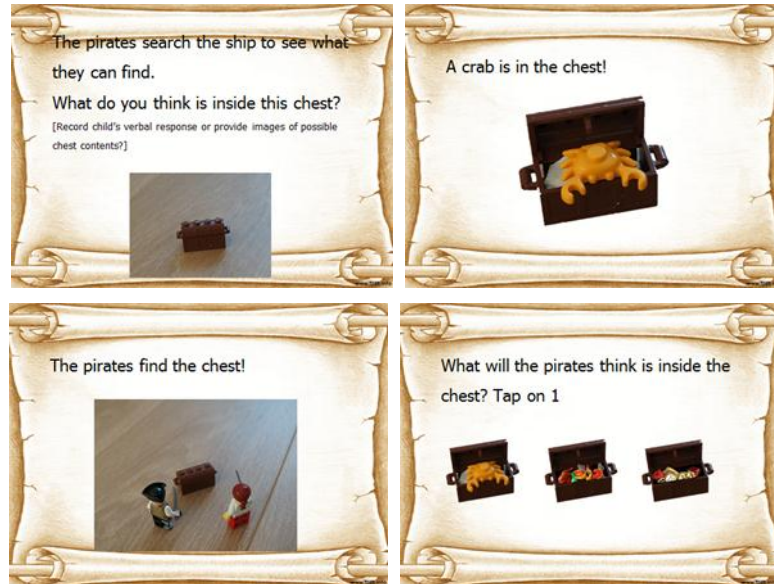 The pirates search the ship to see what
they can find.
What do you think is inside this chest?
[Record child's verbal response or provide images of possible
chest contents?]
A crab is in the chest!
The pirates find the chest!
What will the pirates think is inside the
chest? Tap on 1